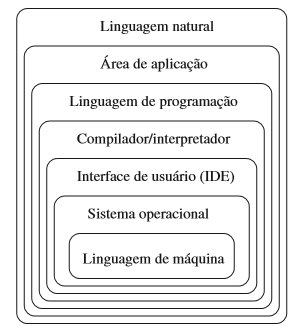 Linguagem natural
Área de aplicação
Linguagem de programação
Compilador/interpretador
Interface de usuário (IDE)
Sistema operacional
Linguagem de máquina